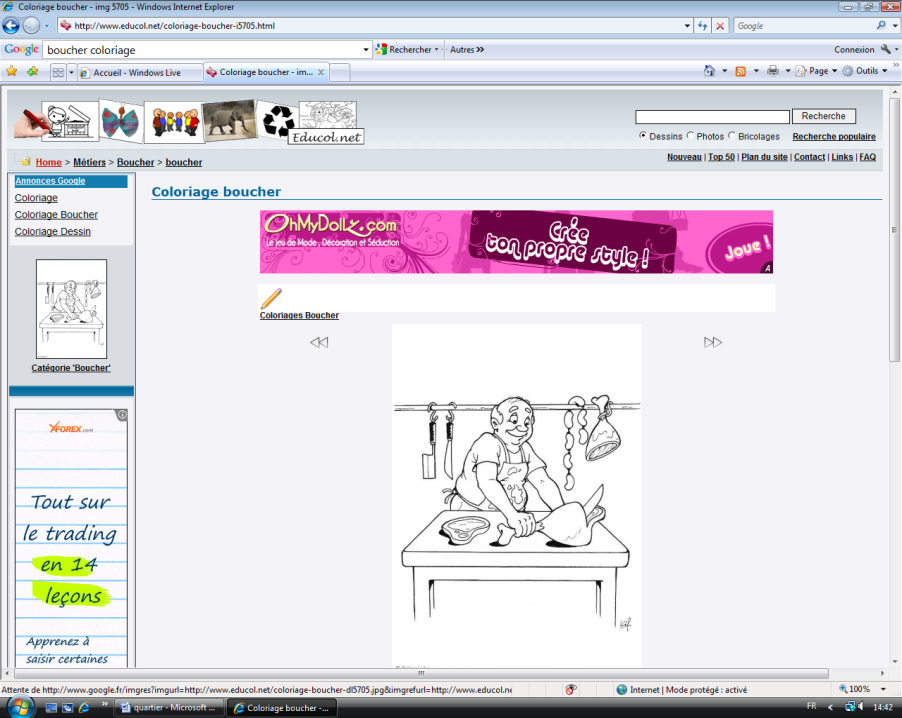 Coloriage boucher - img 5705 - Windows Internet Explorer
http://www.educol.net/coloriage-boucher-i5705.html
Google
Google
boucher coloriage
Rechercher
Autres >>
Connexion
Accueil - Windows Live
Coloriage boucher - im...
Page
Outils
Educol.net
Recherche
Dessins
Photos
Bricolages
Recherche populaire
Home > Métiers > Boucher > boucher
Nouveau | Top 50 | Plan du site | Contact | Links | FAQ
Annonces Google
Coloriage
Coloriage Boucher
Coloriage Dessin
Catégorie 'Boucher'
Coloriage boucher
OhMyDollz.com
Le jeu de Mode, Décoration et Séduction
Crée
ton propre style !
Joue !
Coloriages Boucher
XFOREX.com
Tout sur
le trading
en 14
leçons
Apprenez à
saisir certaines
Attente de http://www.google.fr/imgres?imgurl=http://www.educol.net/coloriage-boucher-dl5705.jpg&imgrefurl=http://www.educol.ne
Internet | Mode protégé : activé
100%
quartier - Microsoft ...
Coloriage boucher -...
FR
14:42